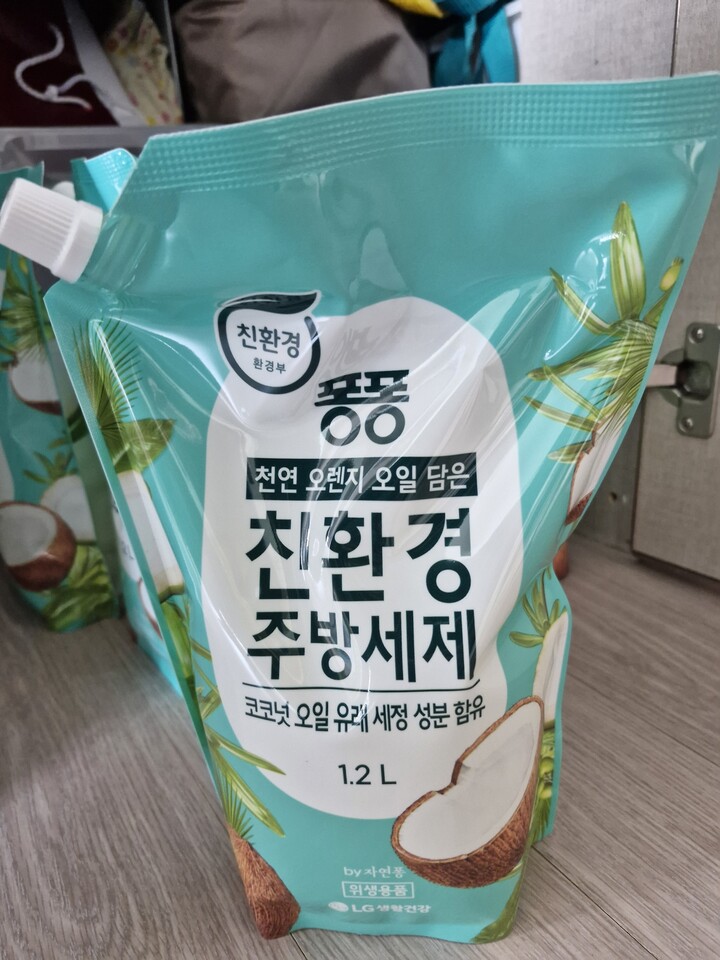 친환경
환경부
퐁퐁
천연 오렌지 오일 담은
친환경
주방세제
코코넛 오일 유래 세정 성분 함유
1.2 L
by 자연퐁
위생용품
LG생활건강